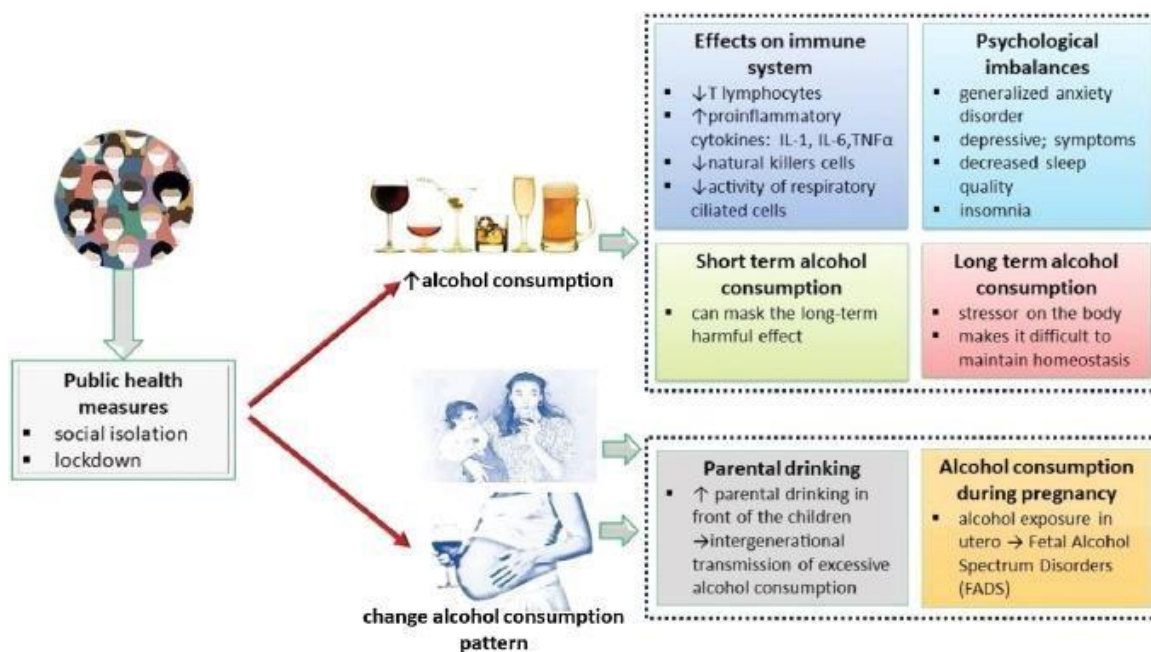 Public health
measures
▪ social isolation
▪ lockdown
↑ alcohol consumption
change alcohol consumption
pattern
Effects on immune
system
▪ ↓T lymphocytes
▪ ↑proinflammatory
cytokines: IL-1, IL-6,TNFα
▪ ↓natural killers cells
▪ ↓activity of respiratory
ciliated cells
Psychological
imbalances
▪ generalized anxiety
disorder
▪ depressive; symptoms
▪ decreased sleep
quality
▪ insomnia
Short term alcohol
consumption
▪ can mask the long-term
harmful effect
Long term alcohol
consumption
▪ stressor on the body
▪ makes it difficult to
maintain homeostasis
Parental drinking
▪ ↑ parental drinking in
front of the children
→intergenerational
transmission of excessive
alcohol consumption
Alcohol consumption
during pregnancy
▪ alcohol exposure in
utero → Fetal Alcohol
Spectrum Disorders
(FADS)